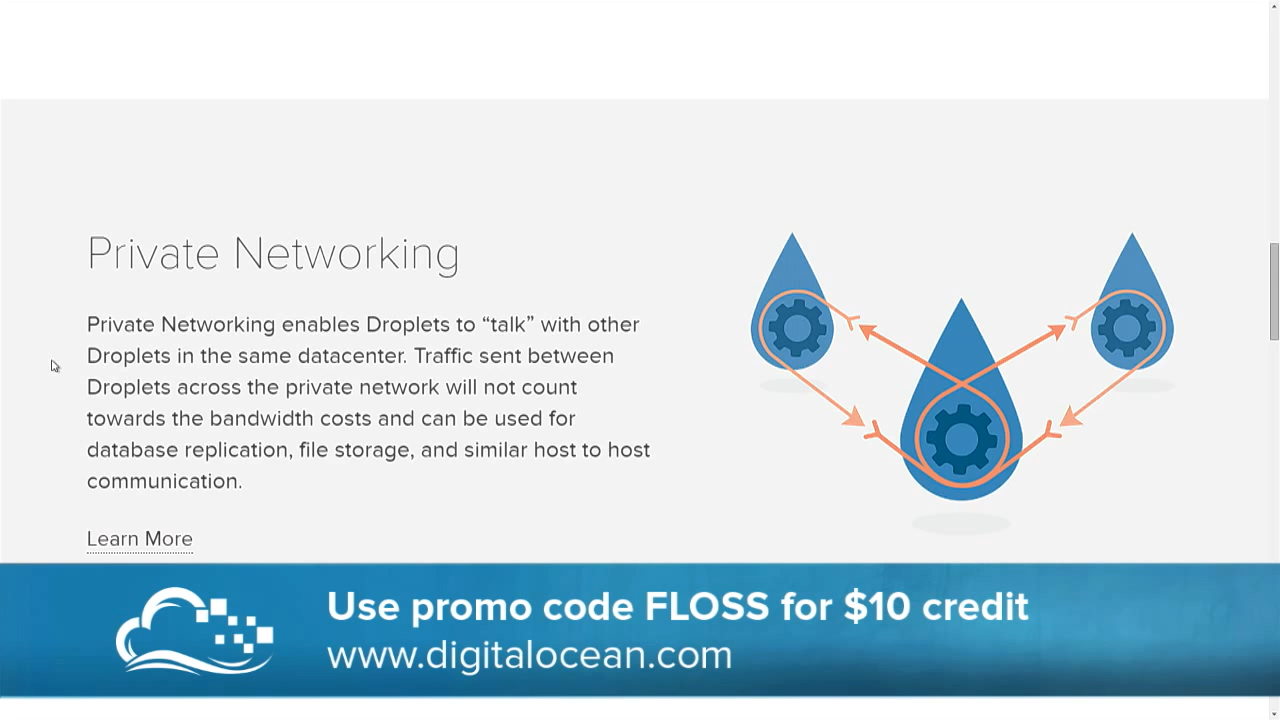 Private Networking
Private Networking enables Droplets to “talk” with other
Droplets in the same datacenter. Traffic sent between
Droplets across the private network will not count
towards the bandwidth costs and can be used for
database replication, file storage, and similar host to host
communication.
Learn More
Use promo code FLOSS for $10 credit
www.digitalocean.com